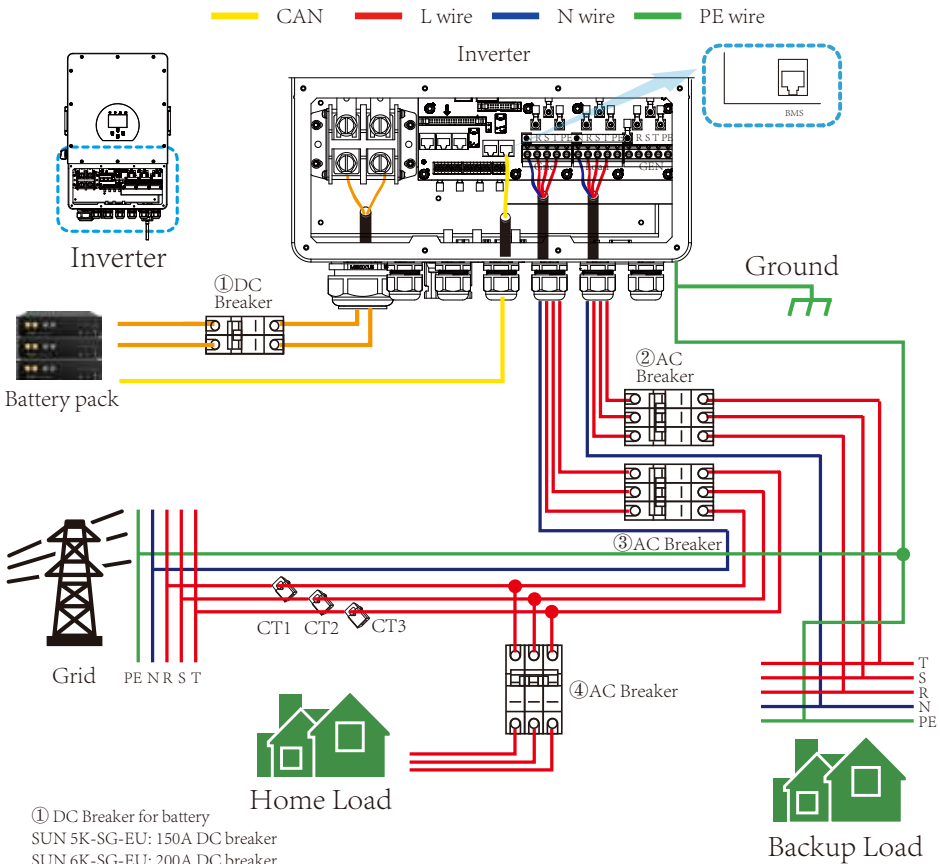 CAN L wire N wire PE wire
Inverter
BMS
R S T PE R S T PE R S T PE
Grid Load GEN
Inverter
Ground
①DC
Breaker
②AC
Breaker
Battery pack
③AC Breaker
CT1 CT2 CT3
Grid
PE N R S T
④AC Breaker
T
S
R
N
PE
Home Load
Backup Load
① DC Breaker for battery
SUN 5K-SG-EU: 150A DC breaker
SUN 6K-SG-EU: 200A DC breaker